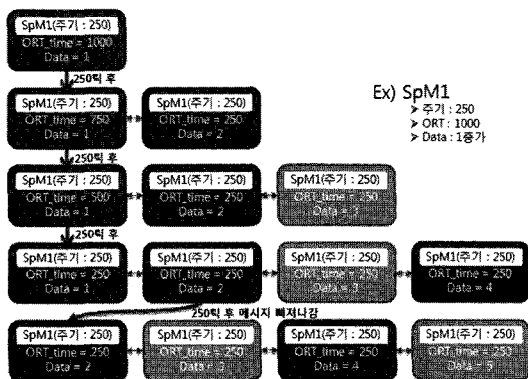 SpM1(주기 : 250)
ORT_time = 1000
Data = 1
250틱 후
SpM1(주기 : 250)
ORT_time = 750
Data = 1
SpM1(주기 : 250)
ORT_time = 250
Data = 2
Ex) SpM1
➤ 주기 : 250
➤ ORT : 1000
➤ Data : 1증가
250틱 후
SpM1(주기 : 250)
ORT_time = 500
Data = 1
SpM1(주기 : 250)
ORT_time = 250
Data = 2
SpM1(주기 : 250)
ORT_time = 250
Data = 3
250틱 후
SpM1(주기 : 250)
ORT_time = 250
Data = 1
SpM1(주기 : 250)
ORT_time = 250
Data = 2
SpM1(주기 : 250)
ORT_time = 250
Data = 3
SpM1(주기 : 250)
ORT_time = 250
Data = 4
250틱 후 메시지 빠져나감
SpM1(주기 : 250)
ORT_time = 250
Data = 2
SpM1(주기 : 250)
ORT_time = 250
Data = 3
SpM1(주기 : 250)
ORT_time = 250
Data = 4
SpM1(주기 : 250)
ORT_time = 250
Data = 5